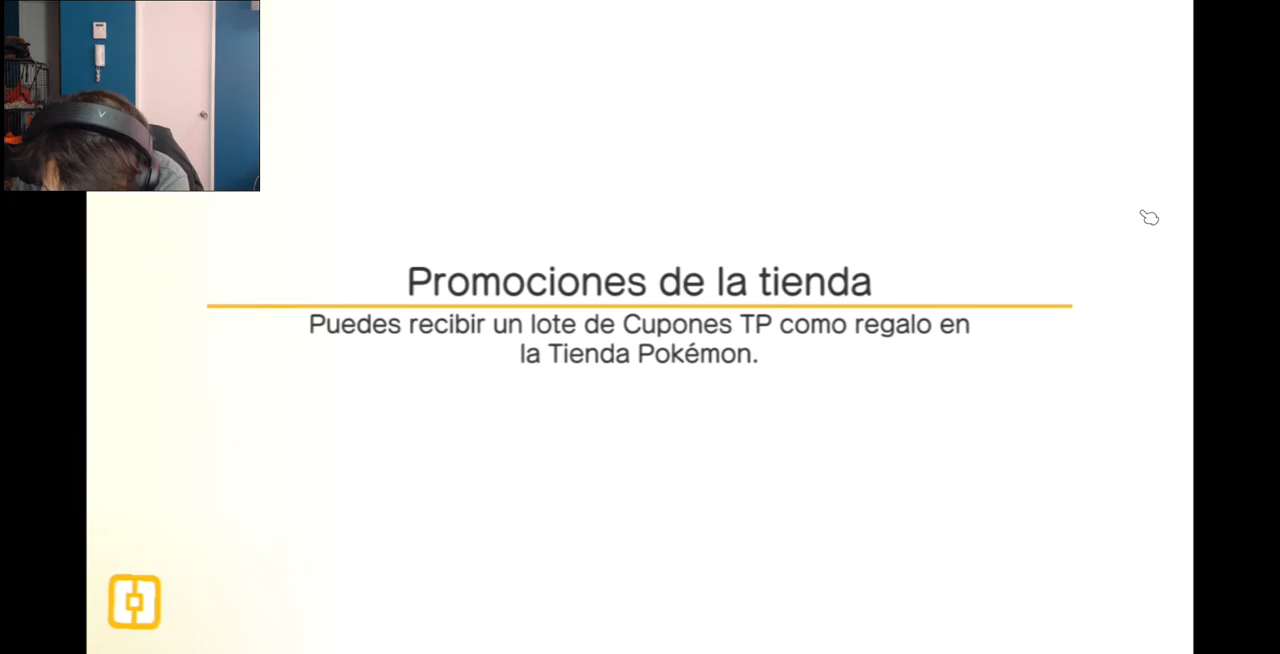 Promociones de la tienda
Puedes recibir un lote de Cupones TP como regalo en
la Tienda Pokémon.